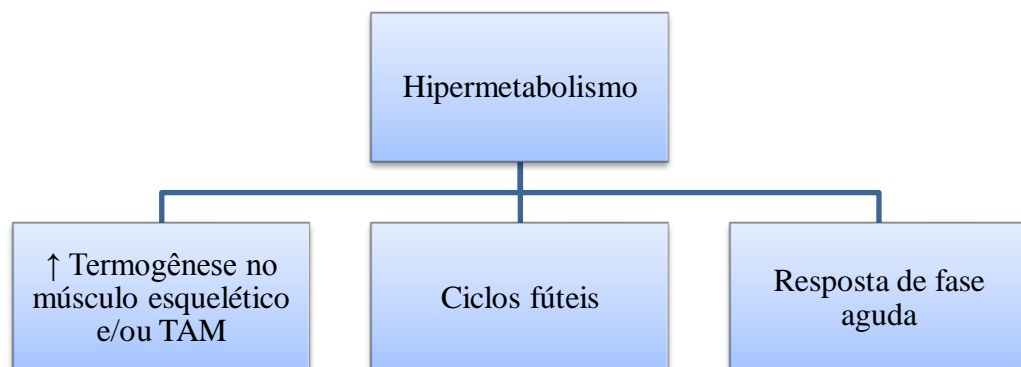 Hipermetabolismo
↑ Termogênese no
músculo esquelético
e/ou TAM
Ciclos fúteis
Resposta de fase
aguda